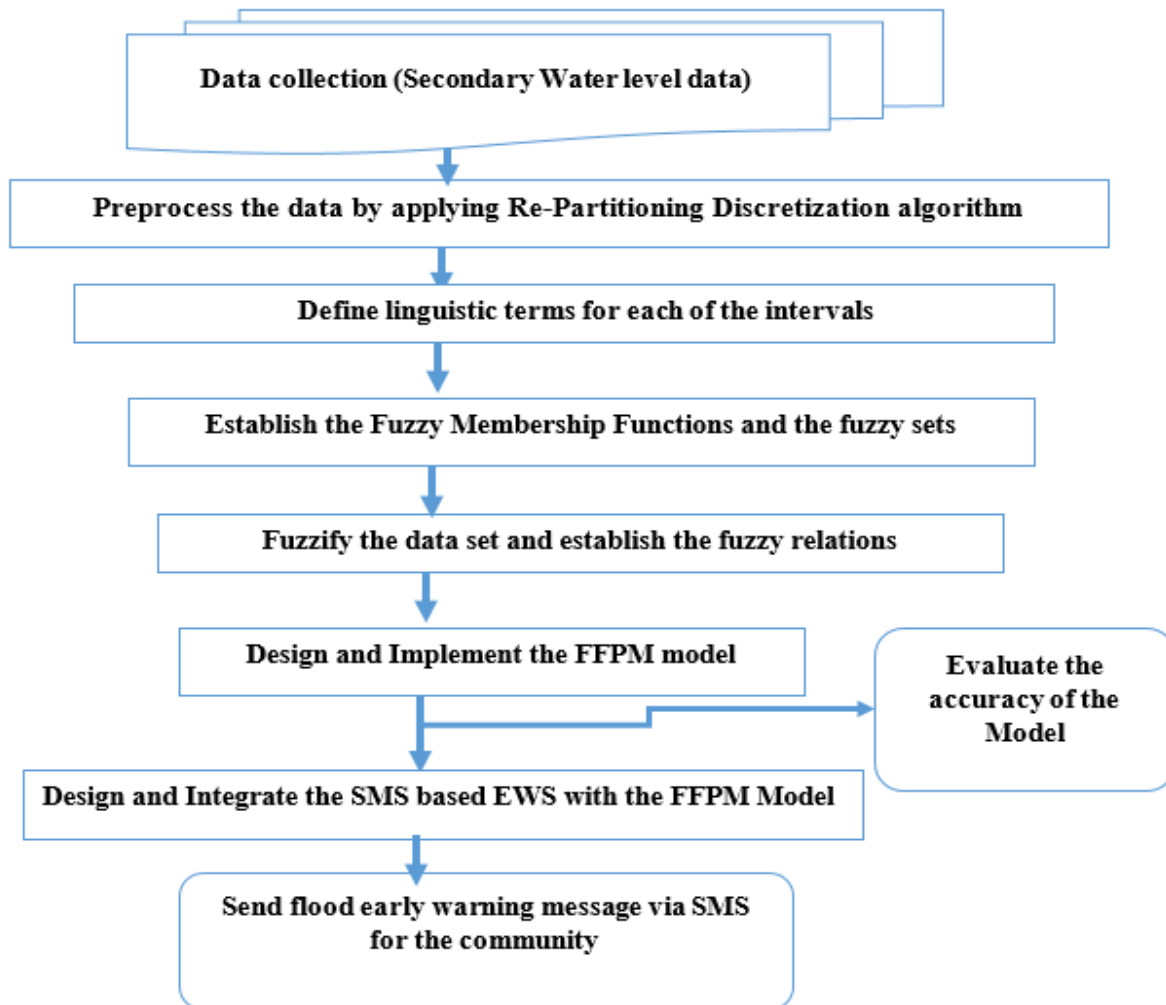 Data collection (Secondary Water level data)
Preprocess the data by applying Re-Partitioning Discretization algorithm
Define linguistic terms for each of the intervals
Establish the Fuzzy Membership Functions and the fuzzy sets
Fuzzify the data set and establish the fuzzy relations
Design and Implement the FFPM model
Evaluate the
accuracy of the
Model
Design and Integrate the SMS based EWS with the FFPM Model
Send flood early warning message via SMS
for the community